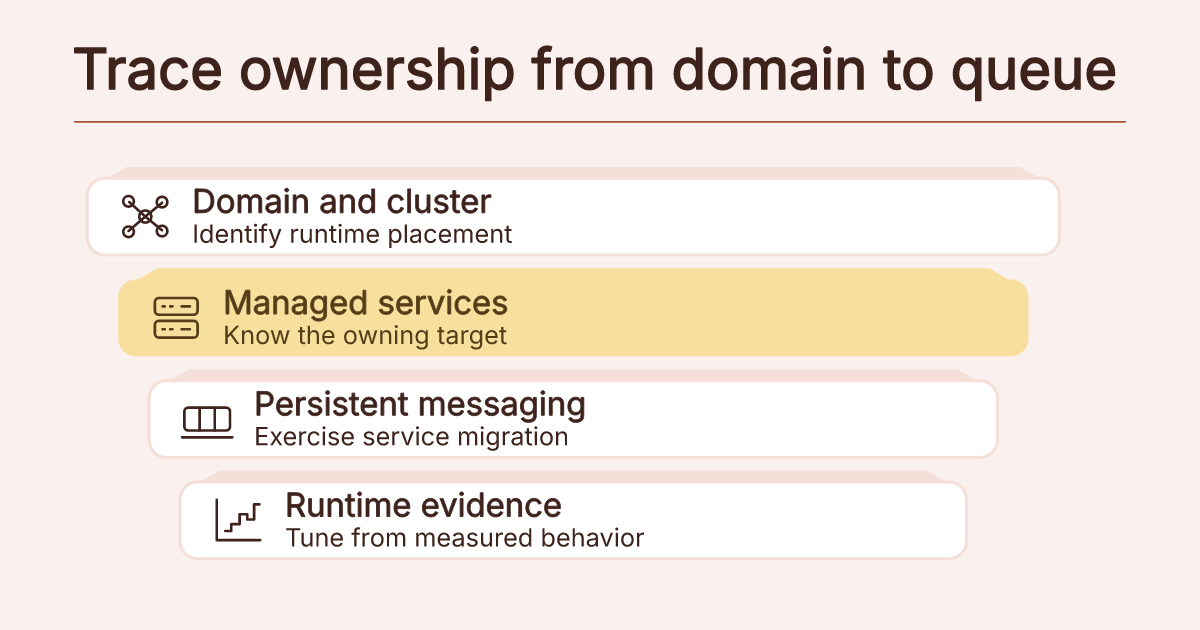 Trace ownership from domain to queue
Domain and cluster
Identify runtime placement
Managed services
Know the owning target
Persistent messaging
Exercise service migration
Runtime evidence
Tune from measured behavior